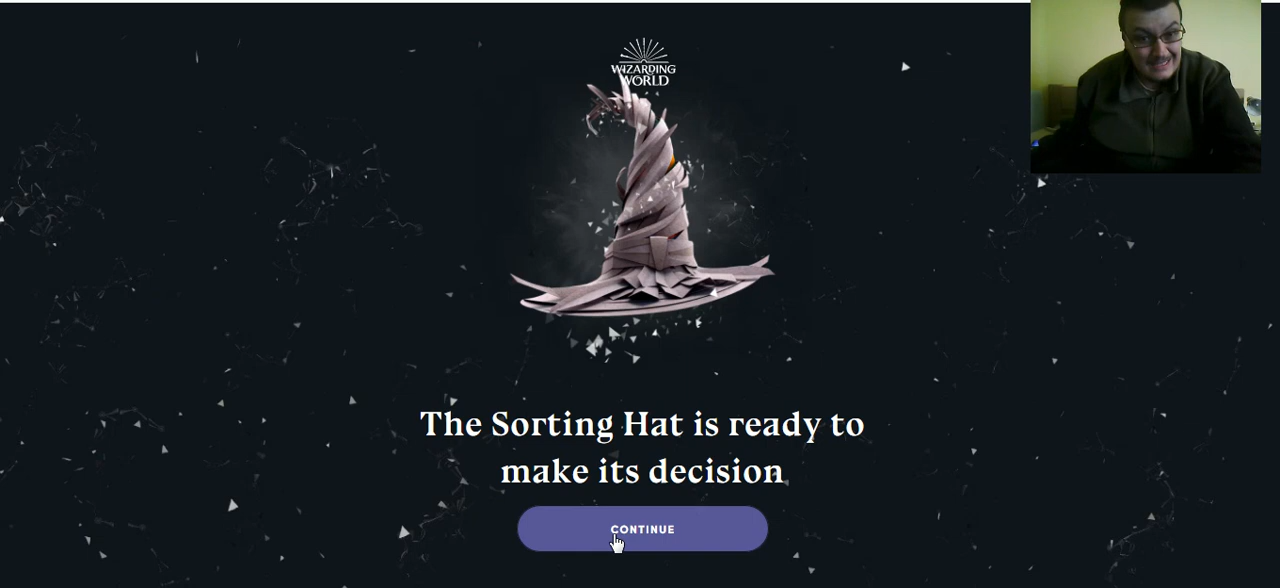 WIZARDING
WORLD
The Sorting Hat is ready to
make its decision
CONTINUE